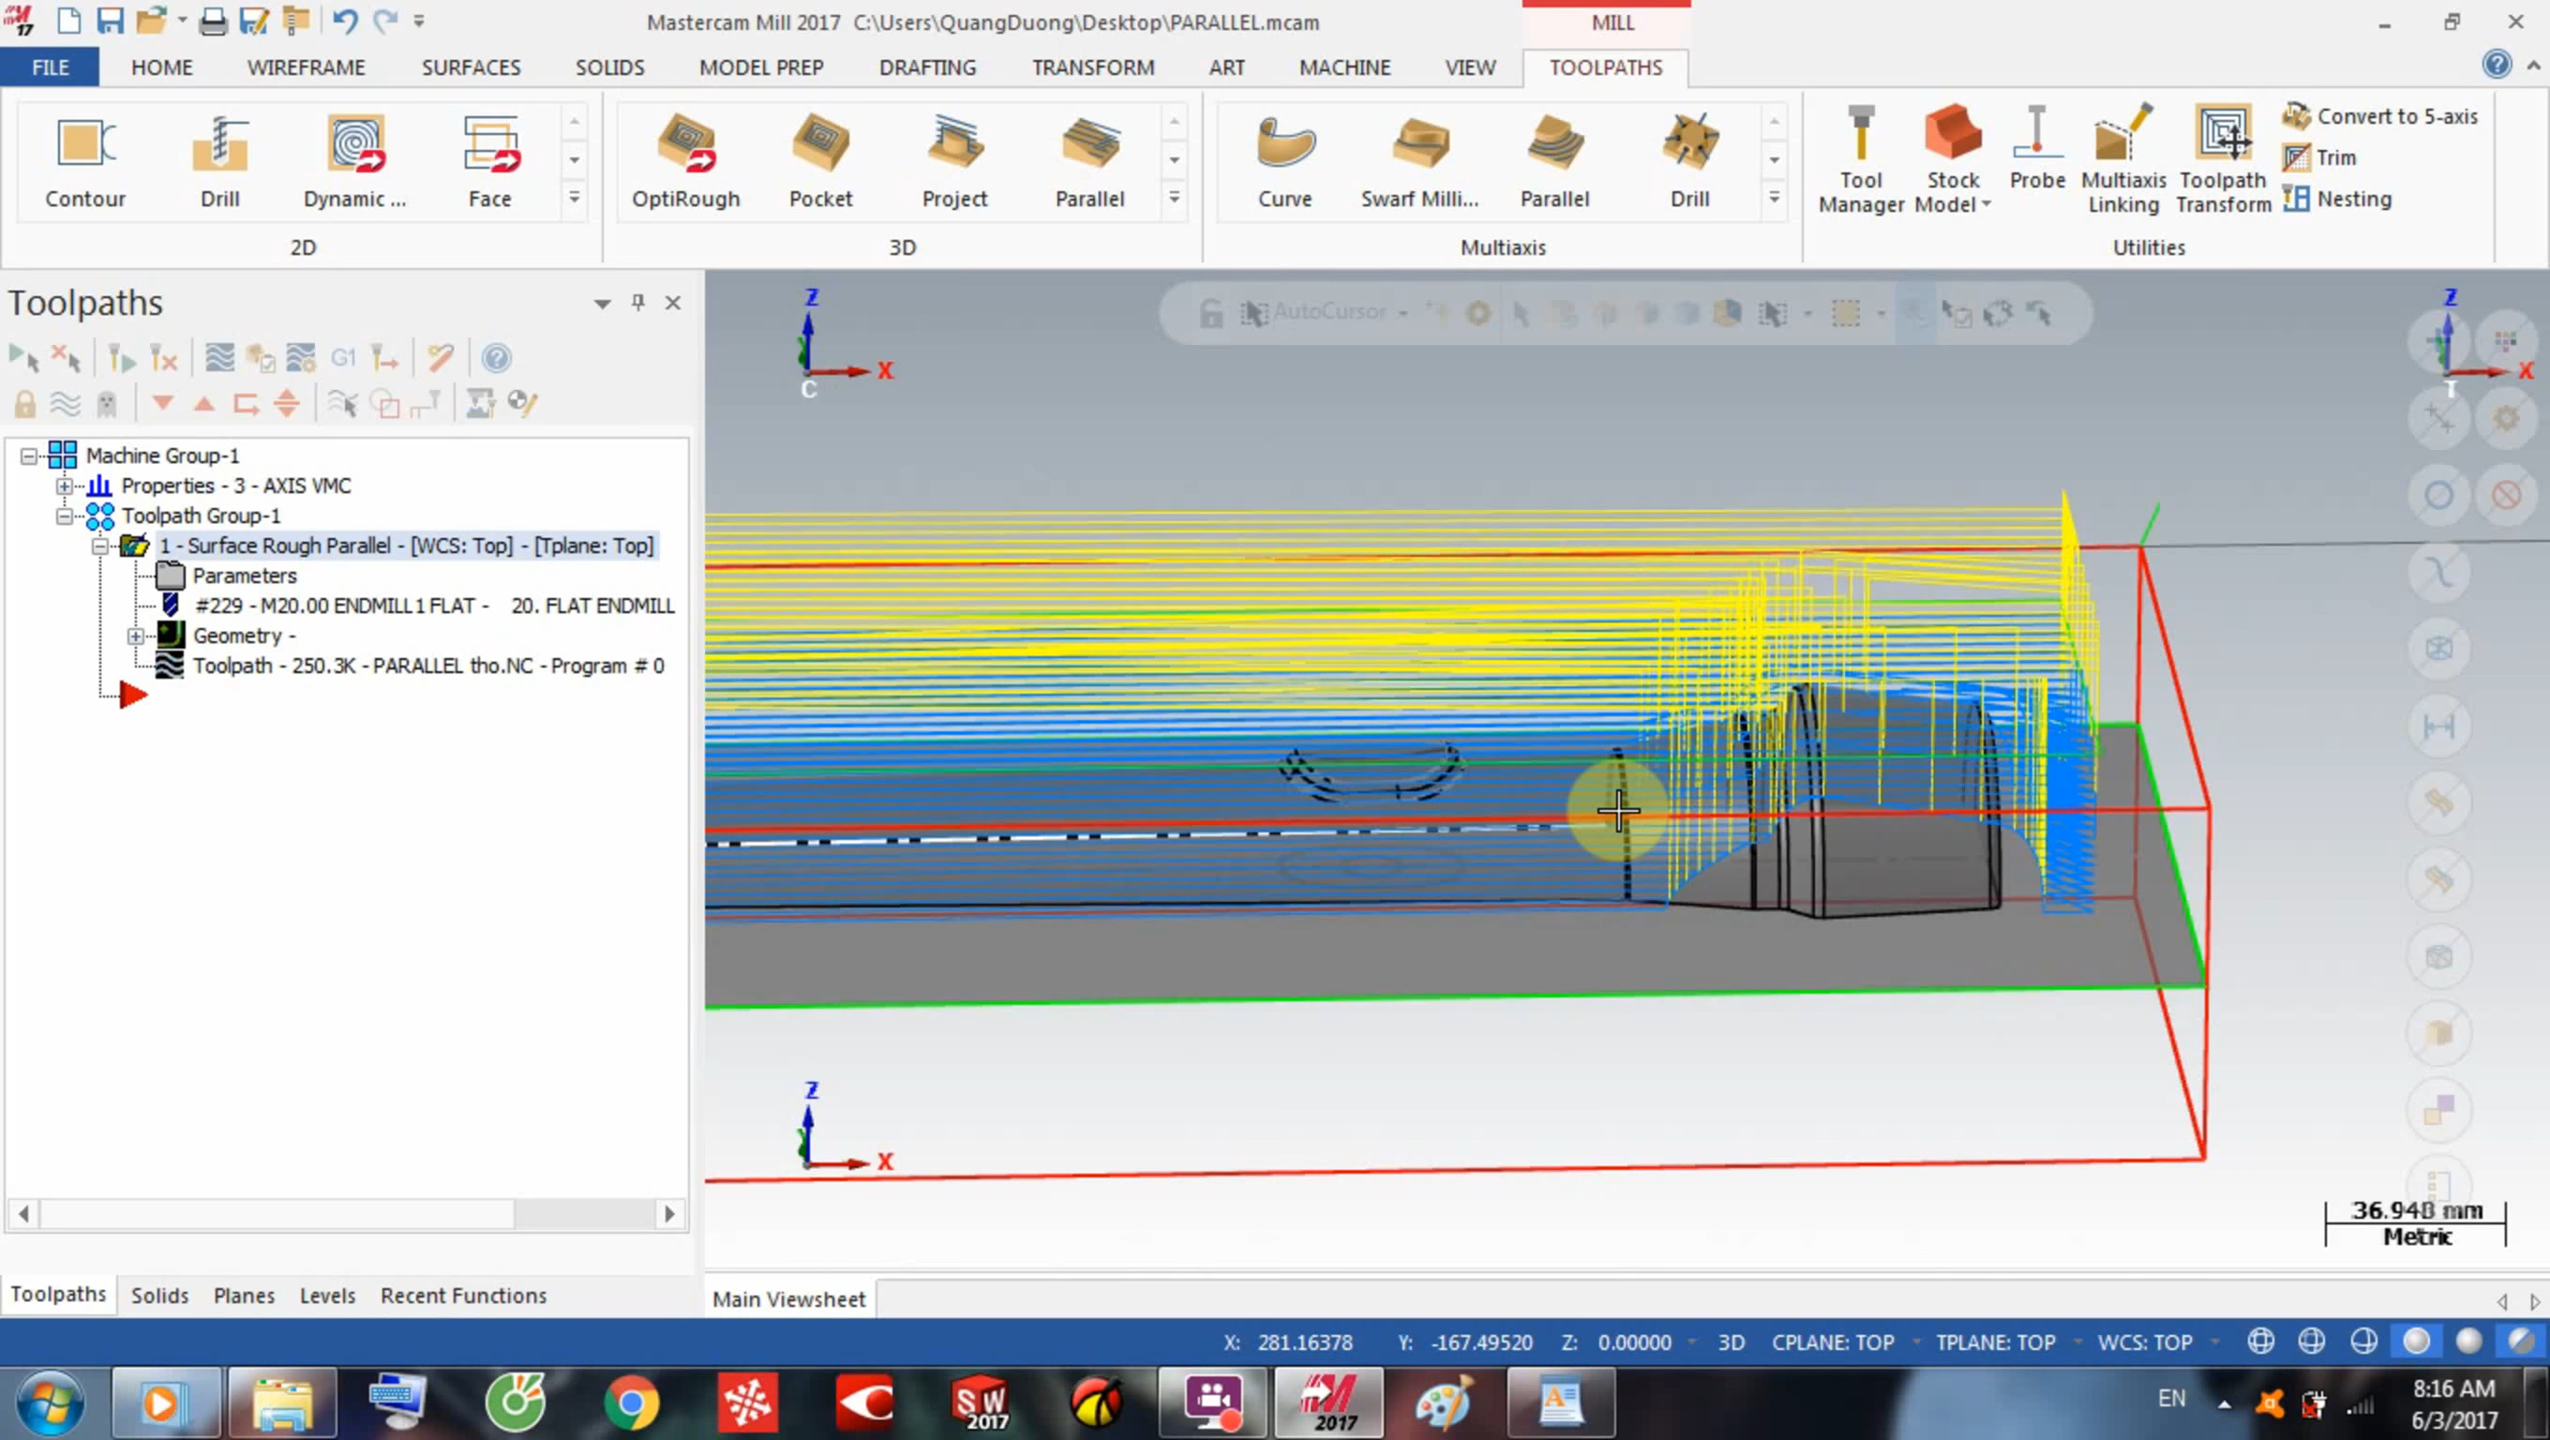 Mastercam Mill 2017 C:\Users\QuangDuong\Desktop\PARALLEL.mcam
MILL
17
FILE HOME WIREFRAME SURFACES SOLIDS MODEL PREP DRAFTING TRANSFORM ART MACHINE VIEW TOOLPATHS
Contour Drill Dynamic ... Face
2D
OptiRough Pocket Project Parallel
3D
Curve Swarf Milli... Parallel Drill
Multiaxis
Tool Manager
Stock Model
Probe
Multiaxis Linking
Toolpath Transform
Convert to 5-axis
Trim
Nesting
Utilities
Toolpaths
G1
AutoCursor
Machine Group-1
Properties - 3 - AXIS VMC
Toolpath Group-1
1 - Surface Rough Parallel - [WCS: Top] - [Tplane: Top]
Parameters
#229 - M20.00 ENDMILL1 FLAT - 20. FLAT ENDMILL
Geometry -
Toolpath - 250.3K - PARALLEL tho.NC - Program # 0
Z
X
C
Z
X
T
Z
X
36.948 mm
Metric
Toolpaths Solids Planes Levels Recent Functions
Main Viewsheet
X: 281.16378 Y: -167.49520 Z: 0.00000 3D CPLANE: TOP TPLANE: TOP WCS: TOP
SW 2017
2017
A
EN
8:16 AM
6/3/2017